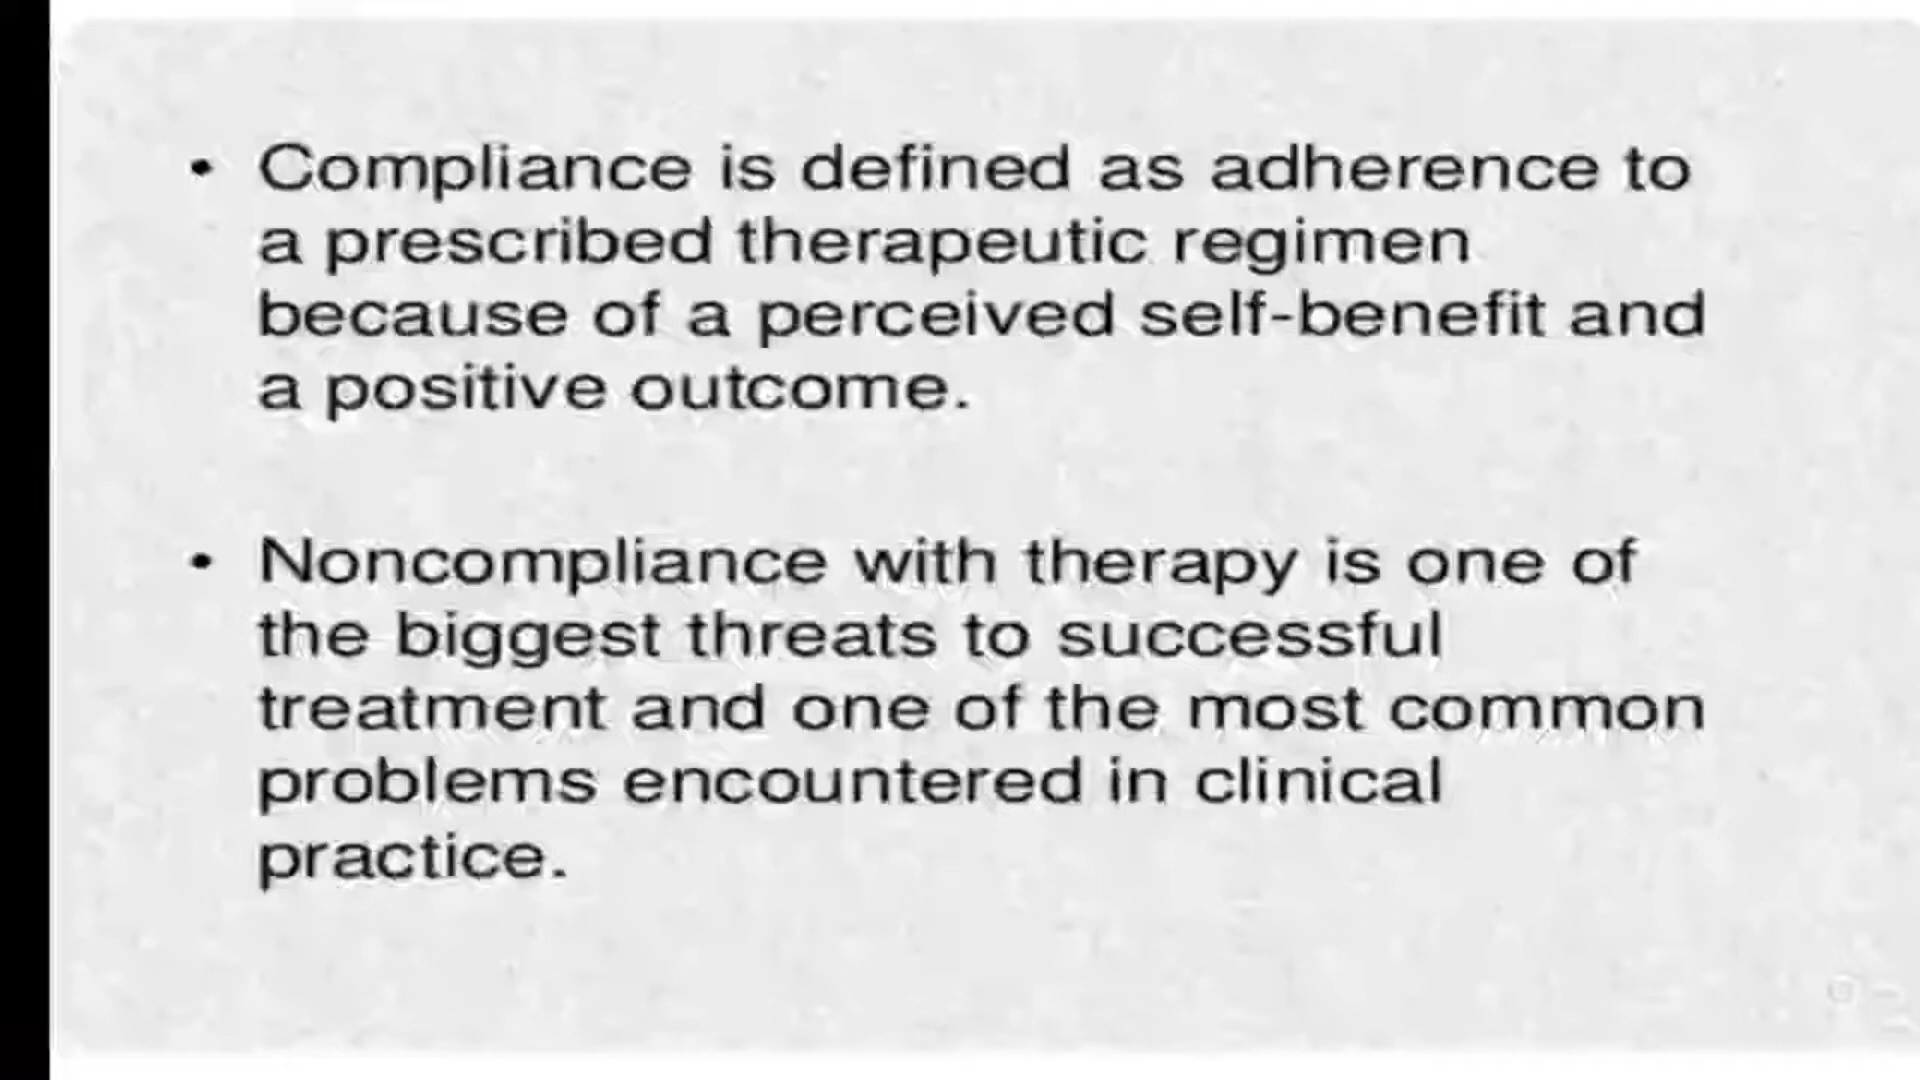 • Compliance is defined as adherence to
a prescribed therapeutic regimen
because of a perceived self-benefit and
a positive outcome.
• Noncompliance with therapy is one of
the biggest threats to successful
treatment and one of the most common
problems encountered in clinical
practice.